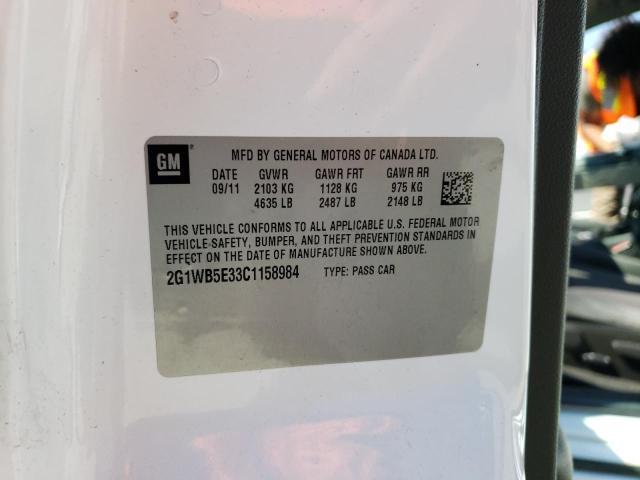 GM
MFD BY GENERAL MOTORS OF CANADA LTD.
DATE GVWR GAWR FRT GAWR RR
09/11 2103 KG 1128 KG 975 KG
4635 LB 2487 LB 2148 LB
THIS VEHICLE CONFORMS TO ALL APPLICABLE U.S. FEDERAL MOTOR
VEHICLE SAFETY, BUMPER, AND THEFT PREVENTION STANDARDS IN
EFFECT ON THE DATE OF MANUFACTURE SHOWN ABOVE.
2G1WB5E33C1158984 TYPE: PASS CAR